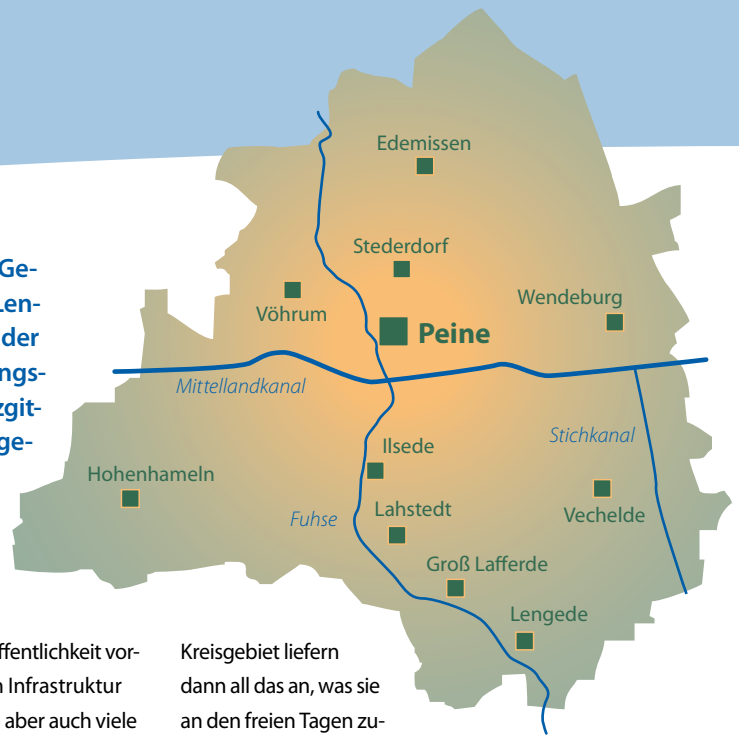 Ge-
Len-
der
ngs-
zgit-
ge-
Edemissen
Stederdorf
Vöhrum
Wendeburg
Peine
Mittellandkanal
Stichkanal
Ilsede
Hohenhameln
Fuhse
Lahstedt
Vechelde
Groß Lafferde
Lengede
ffentlichkeit vor-
n Infrastruktur
aber auch viele
Kreisgebiet liefern
dann all das an, was sie
an den freien Tagen zu-